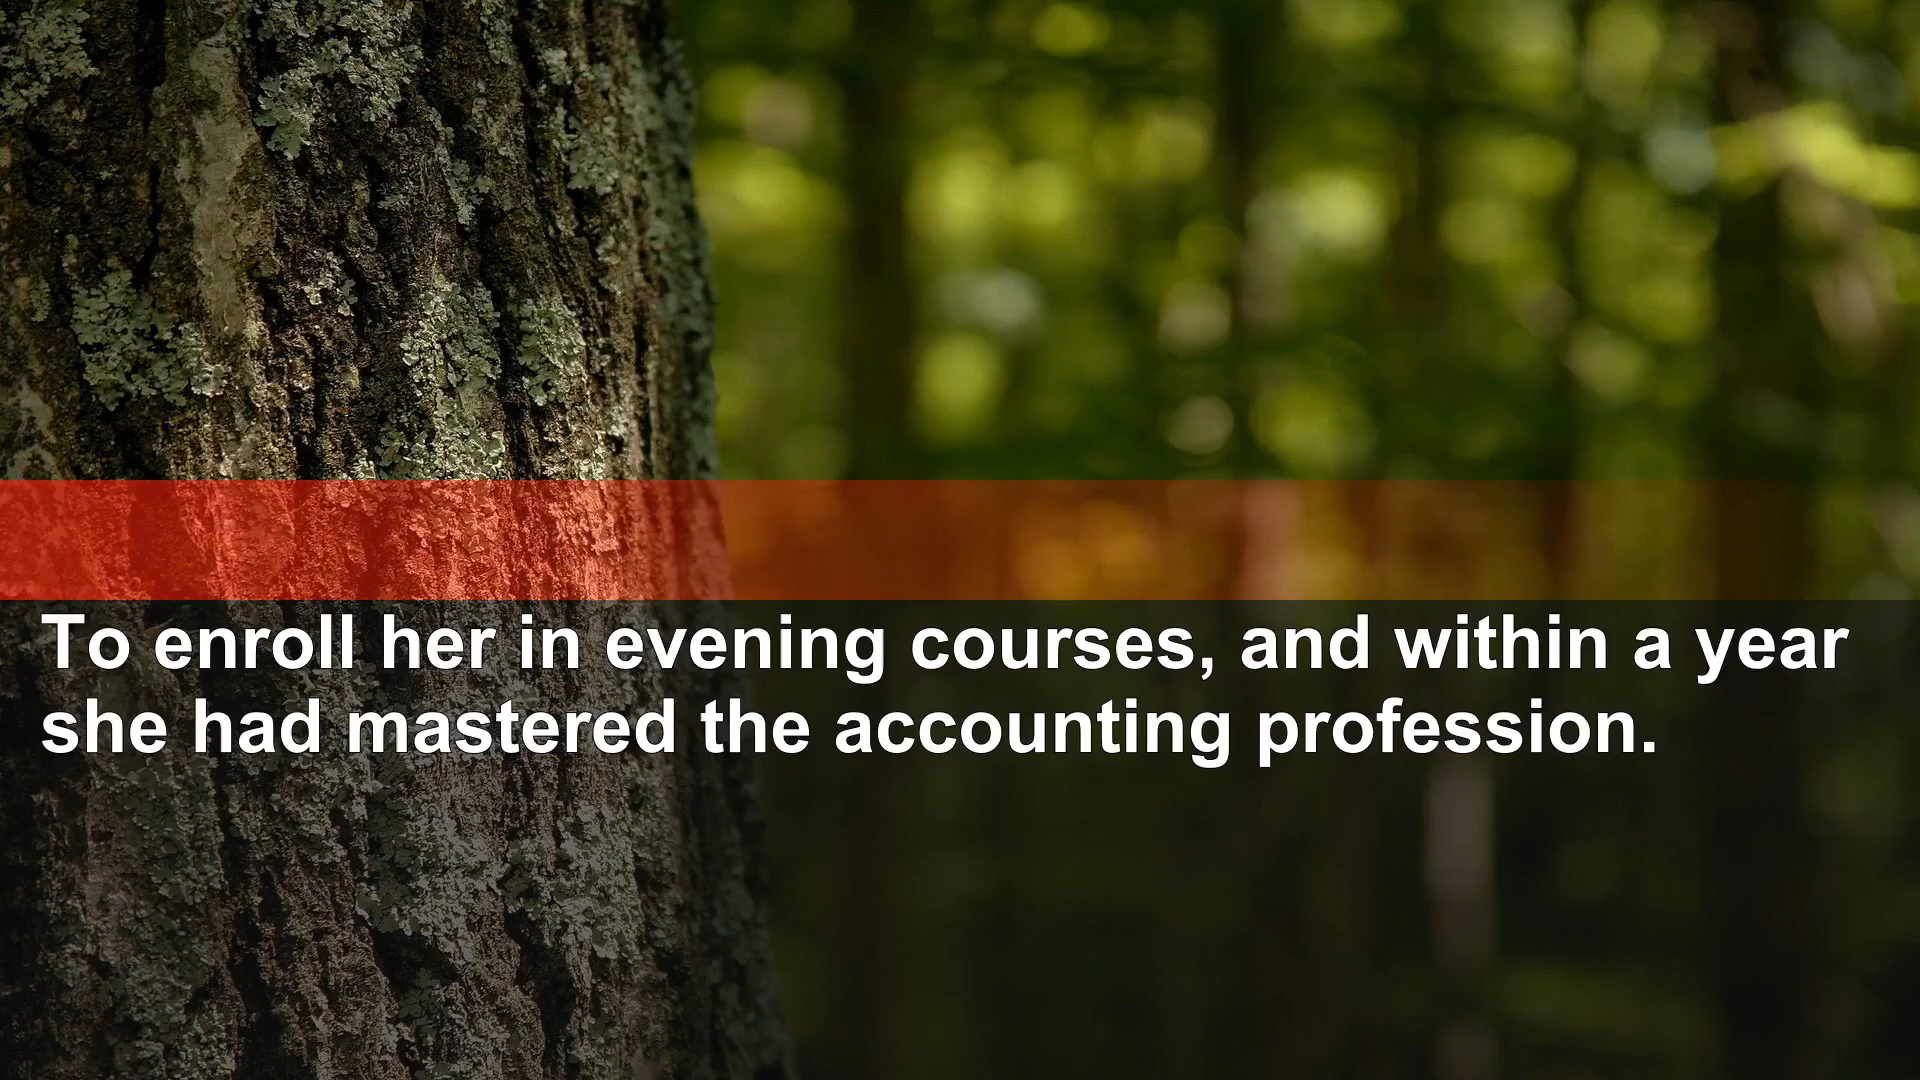 To enroll her in evening courses, and within a year
she had mastered the accounting profession.